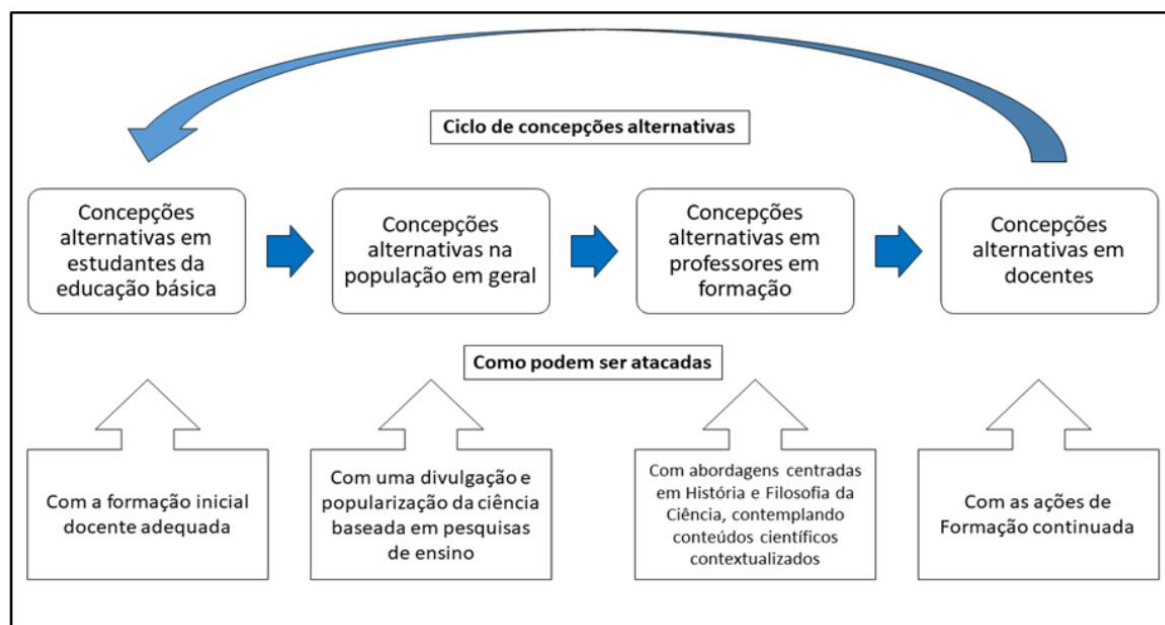 Ciclo de concepções alternativas
Concepções
alternativas em
estudantes da
educação básica
Concepções
alternativas na
população em geral
Concepções
alternativas em
professores em
formação
Concepções
alternativas em
docentes
Como podem ser atacadas
Com a formação inicial
docente adequada
Com uma divulgação e
popularização da ciência
baseada em pesquisas
de ensino
Com abordagens centradas
em História e Filosofia da
Ciência, contemplando
conteúdos científicos
contextualizados
Com as ações de
Formação continuada